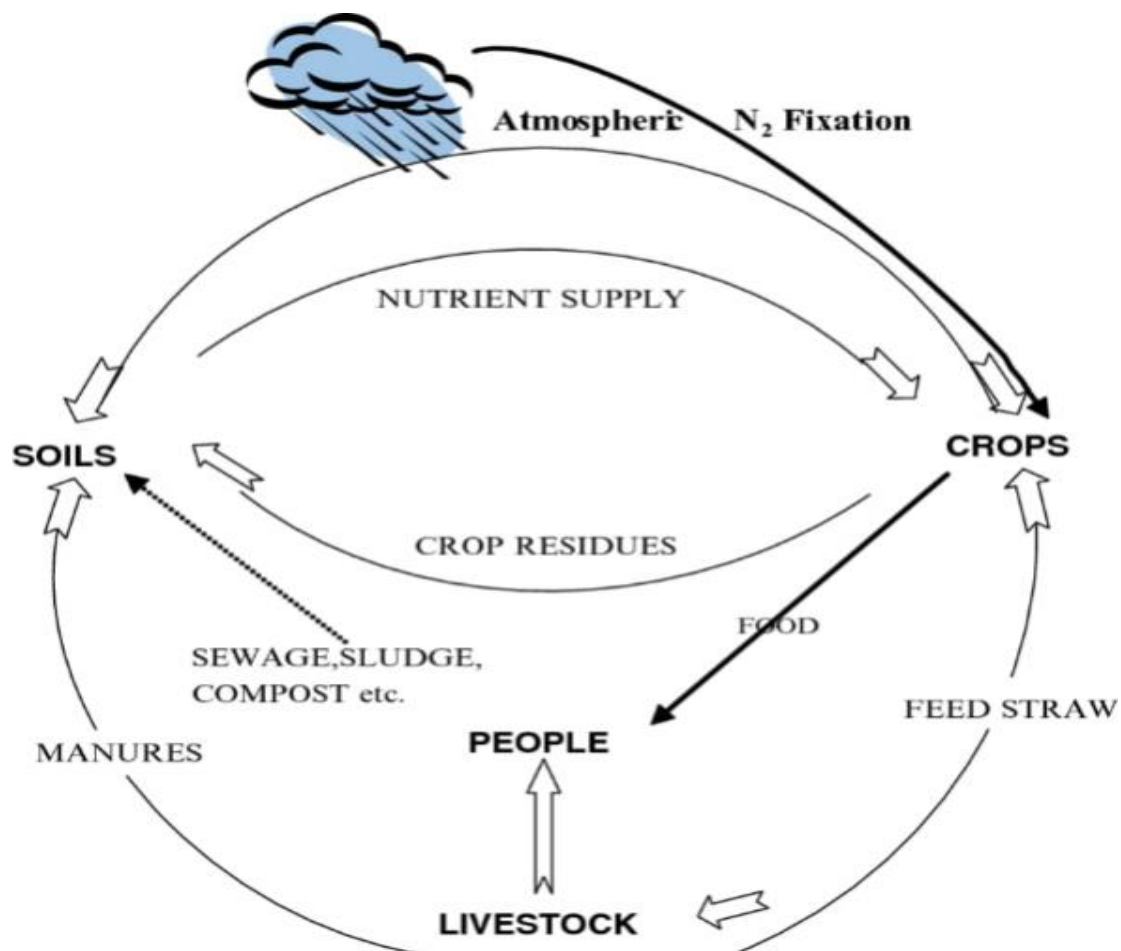 Atmospheric N₂ Fixation
NUTRIENT SUPPLY
SOILS
CROPS
CROP RESIDUES
FOOD
SEWAGE,SLUDGE,
COMPOST etc.
FEED STRAW
PEOPLE
MANURES
LIVESTOCK